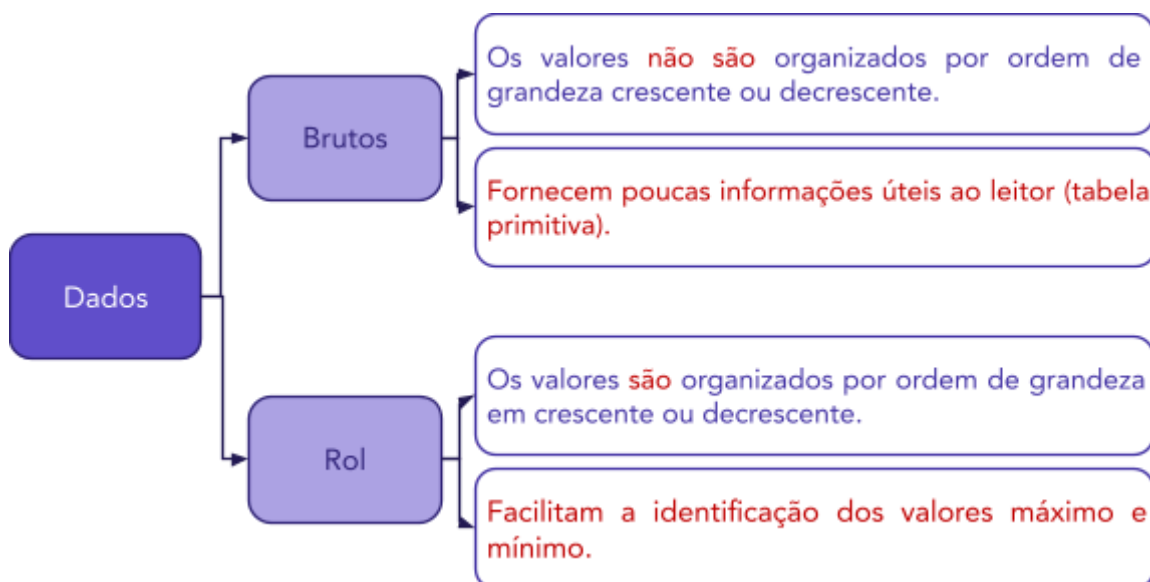 Os valores não são organizados por ordem de
grandeza crescente ou decrescente.
Brutos
Fornecem poucas informações úteis ao leitor (tabela
primitiva).
Dados
Os valores são organizados por ordem de grandeza
em crescente ou decrescente.
Rol
Facilitam a identificação dos valores máximo e
mínimo.